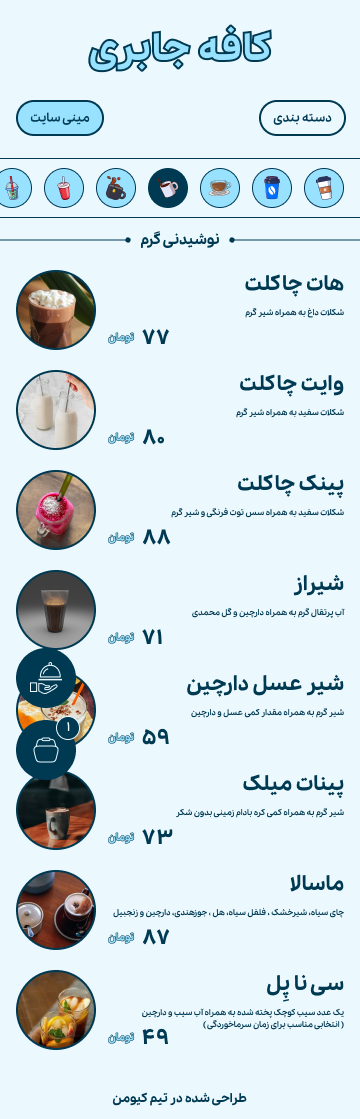 کافه جابری
دسته بندی
مینی سایت
نوشیدنی گرم
هات چاکلت
شکلات داغ به همراه شیر گرم
۷۷ تومان
وایت چاکلت
شکلات سفید به همراه شیر گرم
۸۰ تومان
پینک چاکلت
شکلات سفید به همراه سس توت فرنگی و شیر گرم
۸۸ تومان
شیراز
آب پرتقال گرم به همراه دارچین و گل محمدی
۷۱ تومان
شیر عسل دارچین
شیر گرم به همراه مقدار کمی عسل و دارچین
۵۹ تومان
۱
پینات میلک
شیر گرم به همراه کمی کره بادام زمینی بدون شکر
۷۳ تومان
ماسالا
چای سیاه، شیرخشک ، فلفل سیاه، هل ، جوزهندی، دارچین و زنجبیل
۸۷ تومان
سی نا پِل
یک عدد سیب کوچک پخته شده به همراه آب سیب و دارچین
( انتخابی مناسب برای زمان سرماخوردگی )
۴۹ تومان
طراحی شده در تیم کیومن